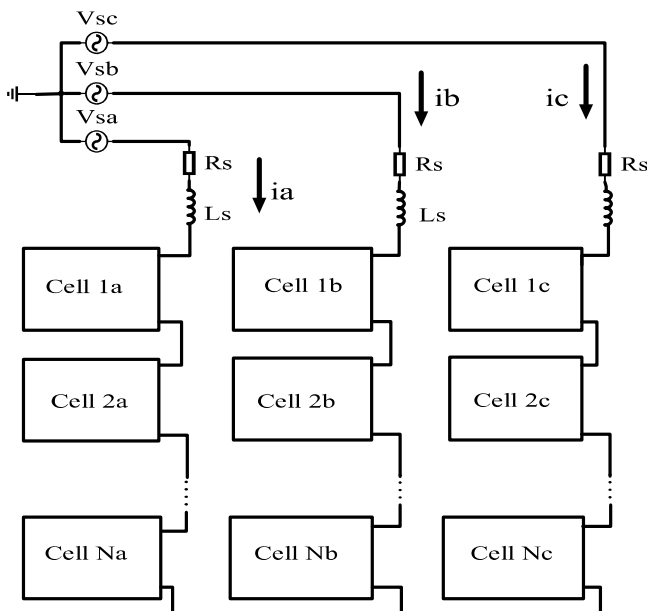 Vsc
Vsb
Vsa
ib
ic
Rs
ia
Rs
Rs
Ls
Ls
Cell 1a
Cell 1b
Cell 1c
Cell 2a
Cell 2b
Cell 2c
Cell Na
Cell Nb
Cell Nc